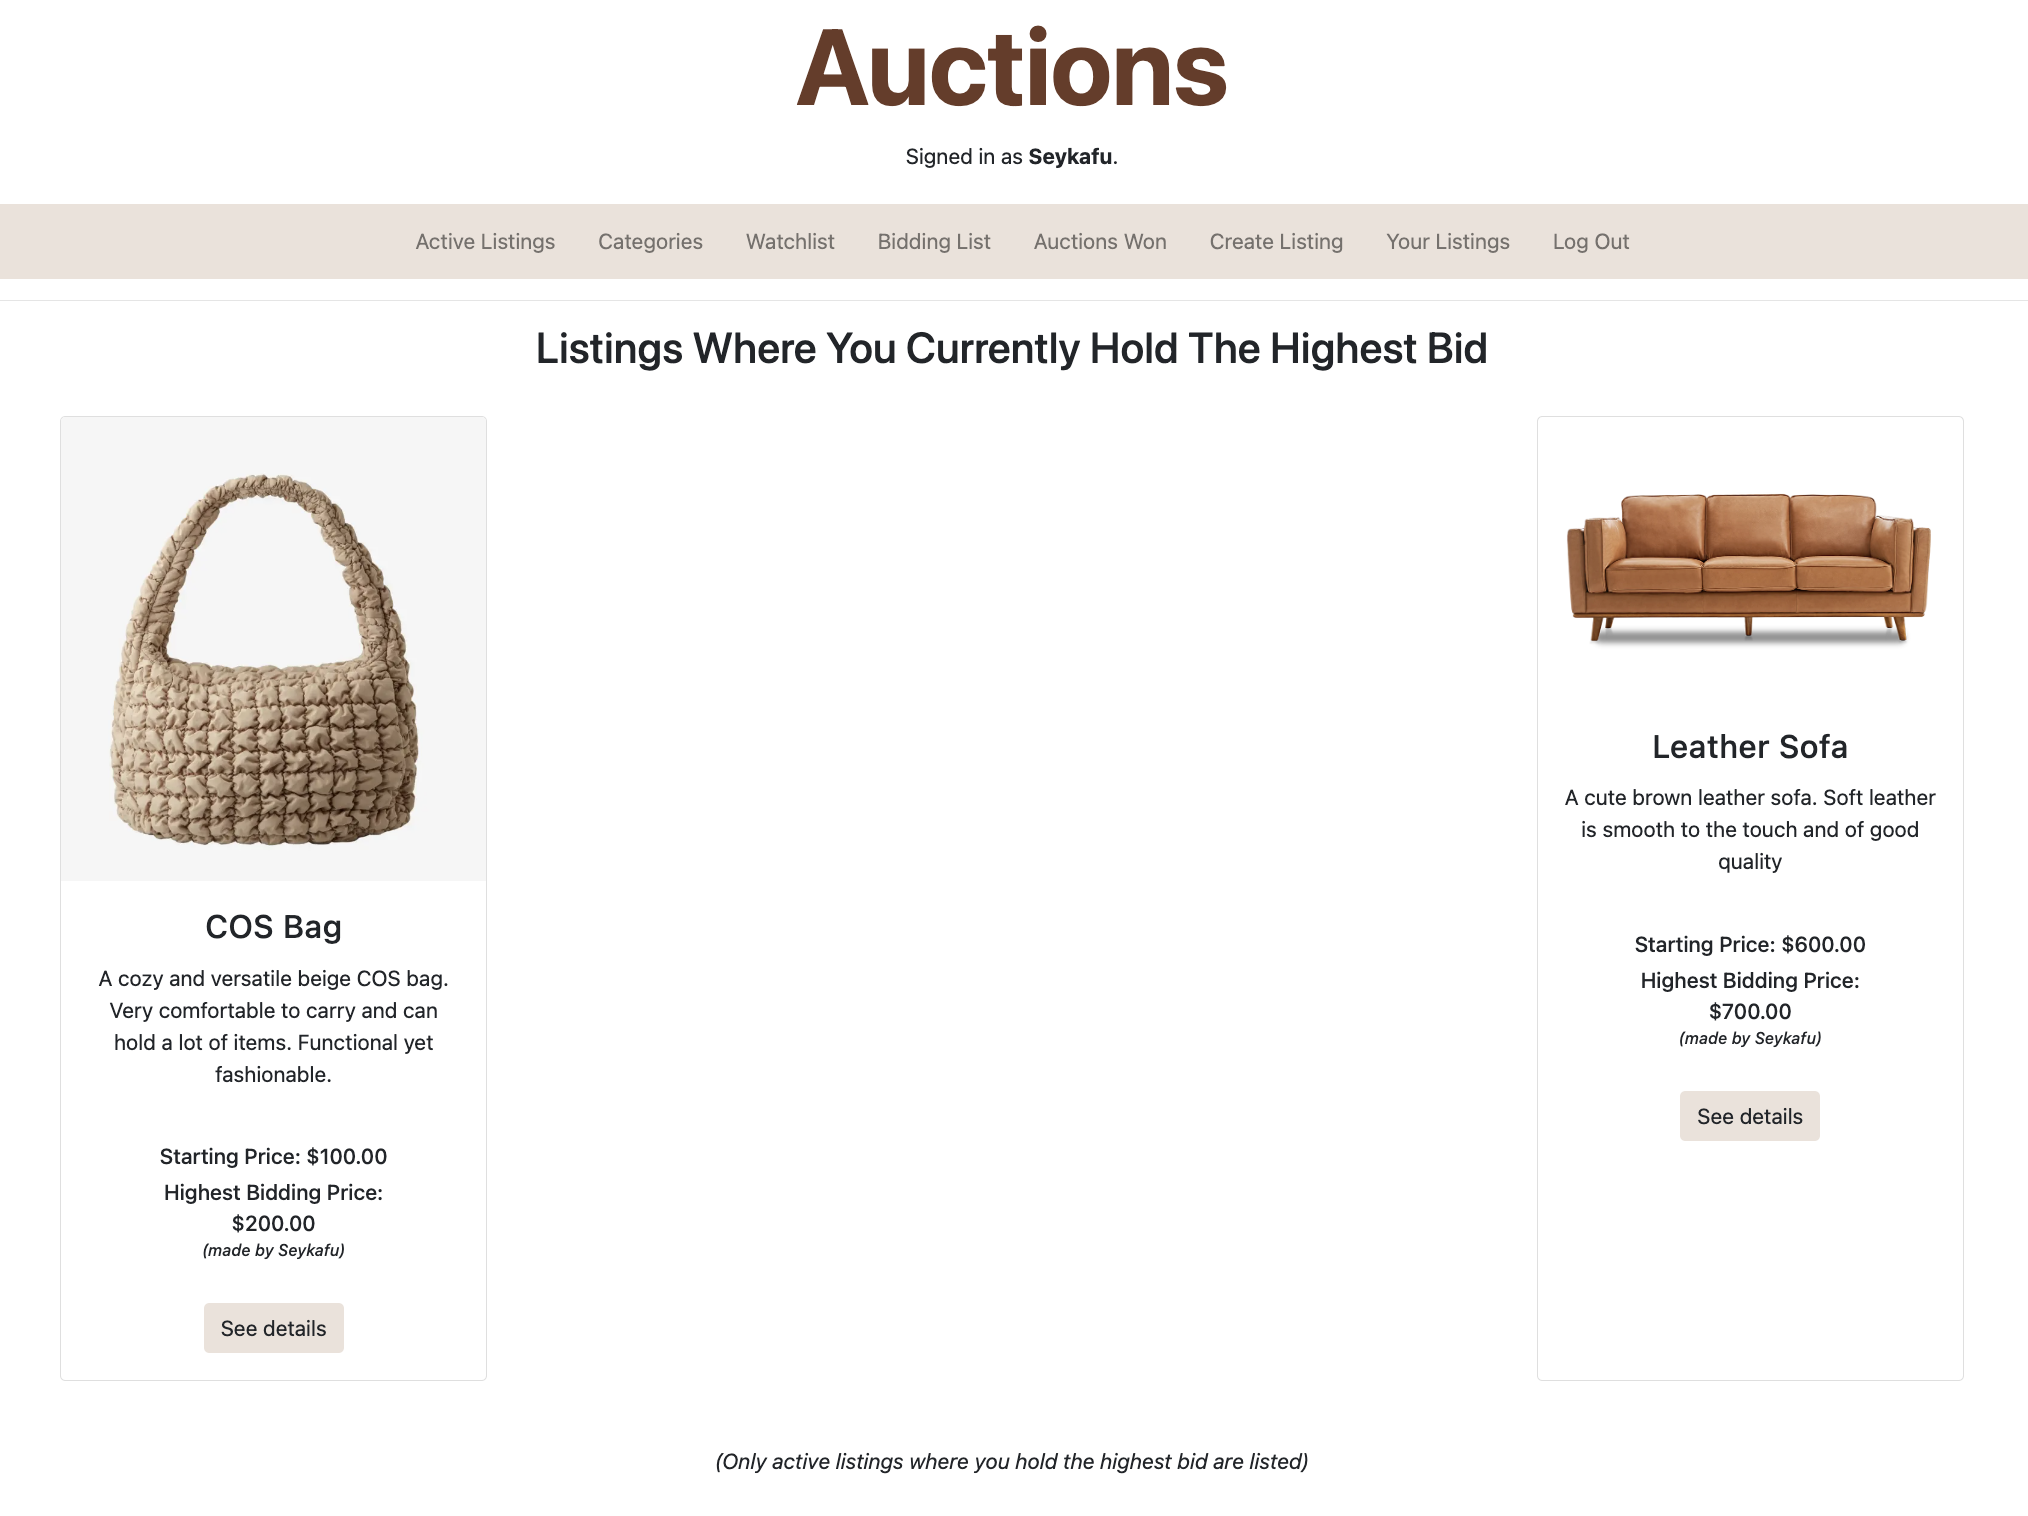 Auctions
Signed in as Seykafu.
Active Listings Categories Watchlist Bidding List Auctions Won Create Listing Your Listings Log Out
Listings Where You Currently Hold The Highest Bid
COS Bag
A cozy and versatile beige COS bag.
Very comfortable to carry and can
hold a lot of items. Functional yet
fashionable.
Starting Price: $100.00
Highest Bidding Price:
$200.00
(made by Seykafu)
See details
Leather Sofa
A cute brown leather sofa. Soft leather
is smooth to the touch and of good
quality
Starting Price: $600.00
Highest Bidding Price:
$700.00
(made by Seykafu)
See details
(Only active listings where you hold the highest bid are listed)